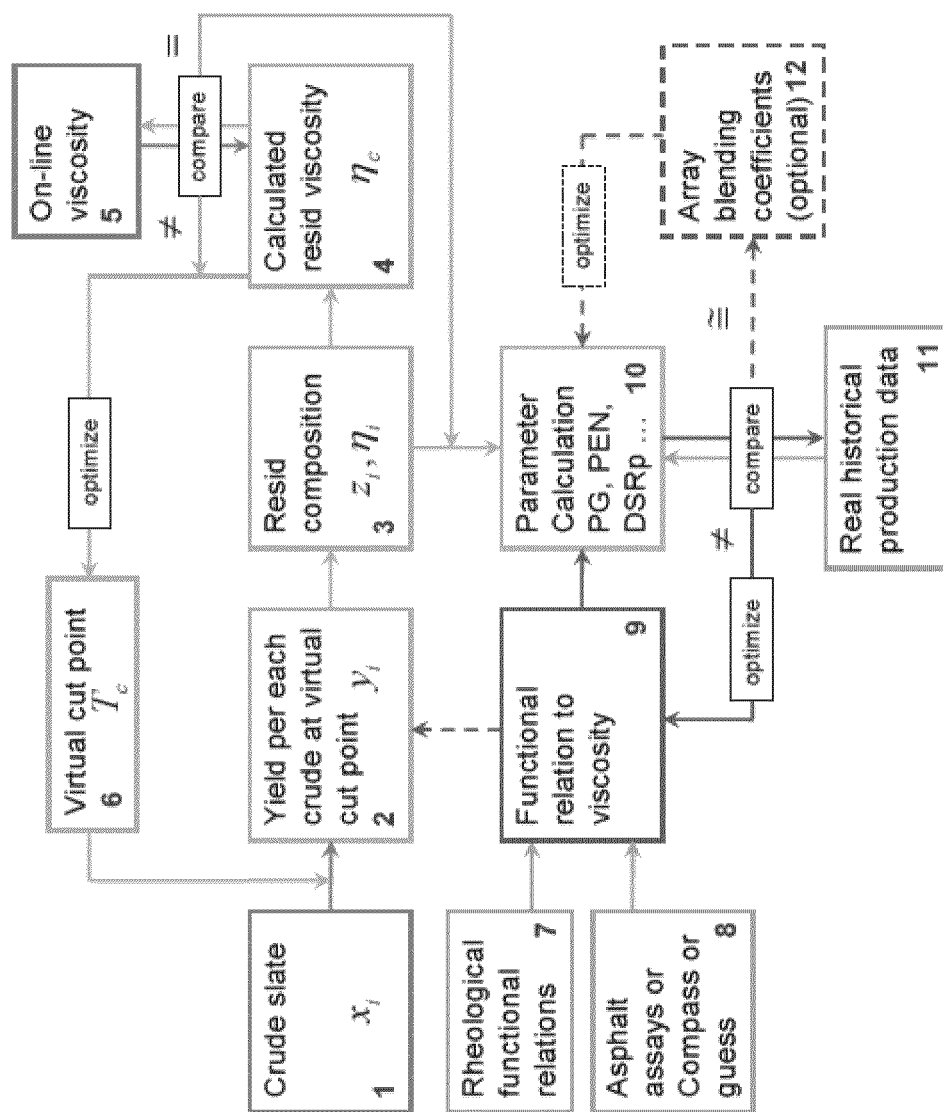 Crude slate
xᵢ
1
Yield per each
crude at virtual
cut point yᵢ
2
Resid
composition
zᵢ, ηᵢ
3
Calculated
resid viscosity
η_c
4
On-line
viscosity
5
compare
=
≠
optimize
Virtual cut point
T_c
6
Rheological
functional
relations 7
Asphalt
assays or
Compass or
guess 8
Functional
relation to
viscosity
9
Parameter
Calculation
PG, PEN,
DSRp ... 10
optimize
compare
≠
≅
optimize
Real historical
production data
11
Array
blending
coefficients
(optional) 12